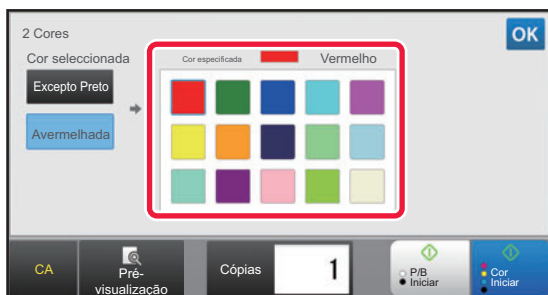 2 Cores
OK
Cor seleccionada
Cor especificada
Vermelho
Excepto Preto
Avermelhada
CA
Pré-
visualização
Cópias
1
P/B
Iniciar
Cor
Iniciar